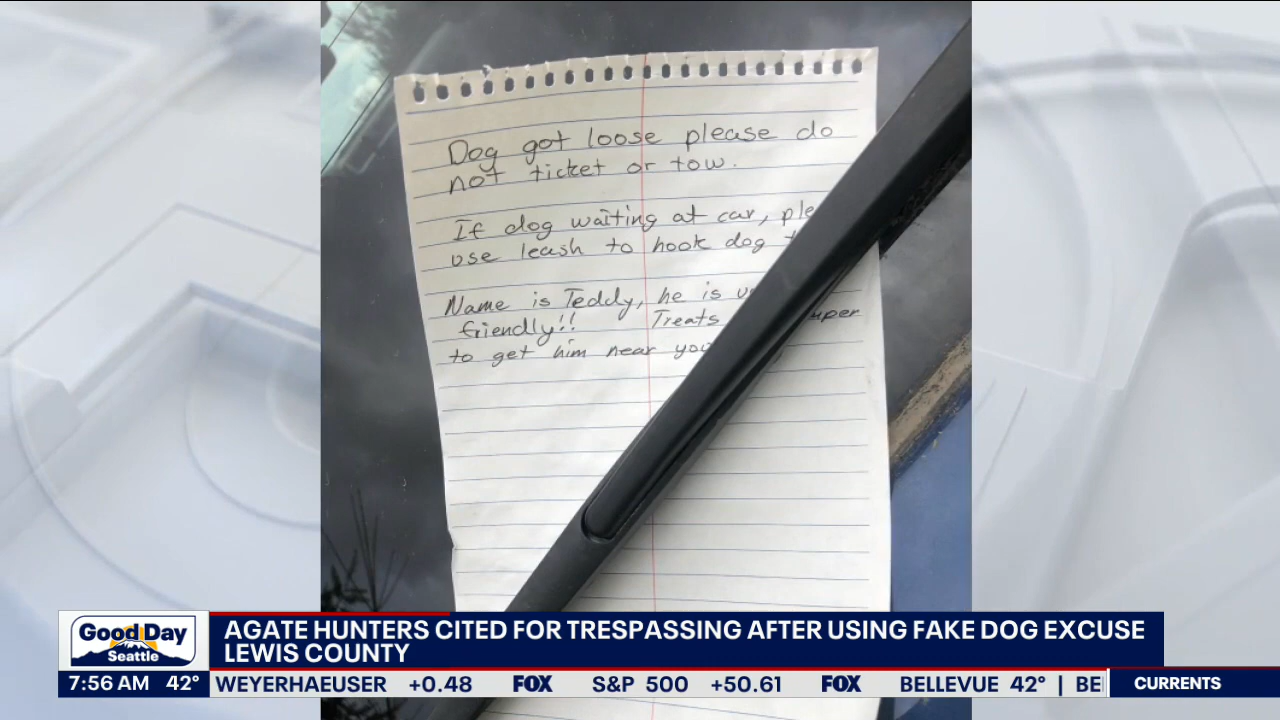 Dog got loose please do
not ticket or tow.
If dog waiting at car,
use leash to hook dog
Name is Teddy, he is
friendly!! Treats
to get him near you
Good Day
Seattle
AGATE HUNTERS CITED FOR TRESPASSING AFTER USING FAKE DOG EXCUSE
LEWIS COUNTY
7:56 AM 42° WEYERHAEUSER +0.48 FOX S&P 500 +50.61 FOX BELLEVUE 42° | BE CURRENTS